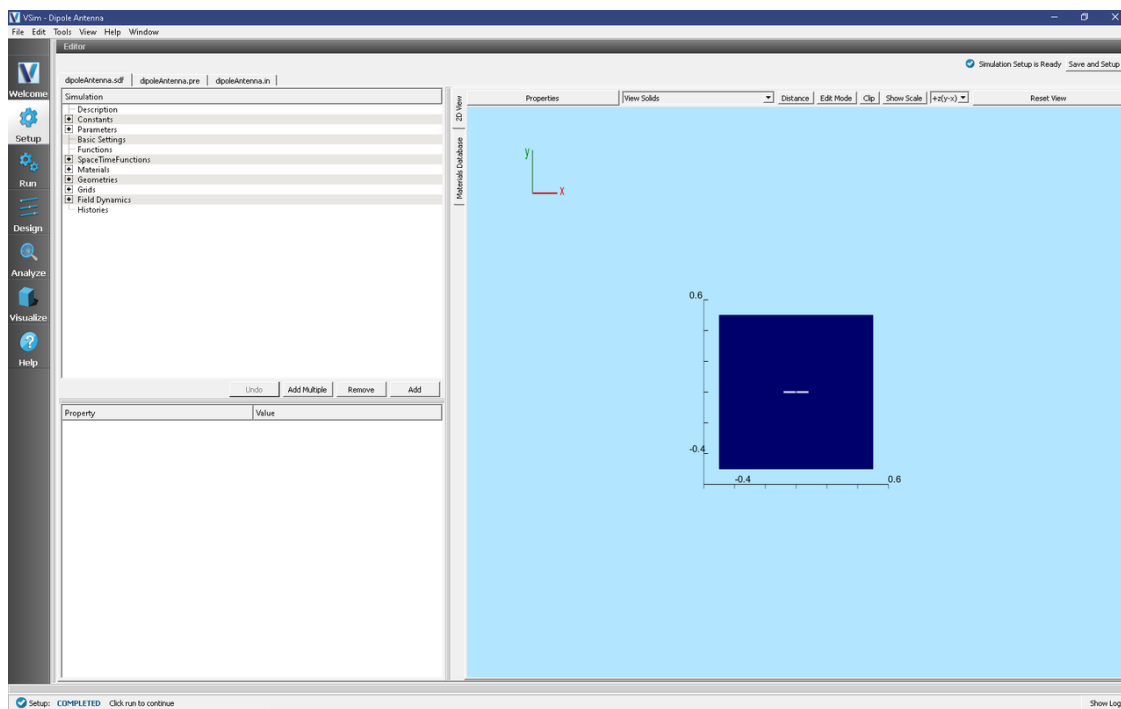 VSim - Dipole Antenna
File Edit Tools View Help Window
Editor
Simulation Setup is Ready Save and Setup
dipoleAntenna.sdf dipoleAntenna.pre dipoleAntenna.in
Welcome
Setup
Run
Design
Analyze
Visualize
Help
Simulation
Description
Constants
Parameters
Basic Settings
Functions
SpaceTimeFunctions
Materials
Geometries
Grids
Field Dynamics
Histories
Undo Add Multiple Remove Add
Property Value
2D View
Materials Database
Properties View Solids Distance Edit Mode Clip Show Scale +z(y-x) Reset View
y
x
0.6
-0.4
-0.4 0.6
Setup: COMPLETED Click run to continue
Show Log